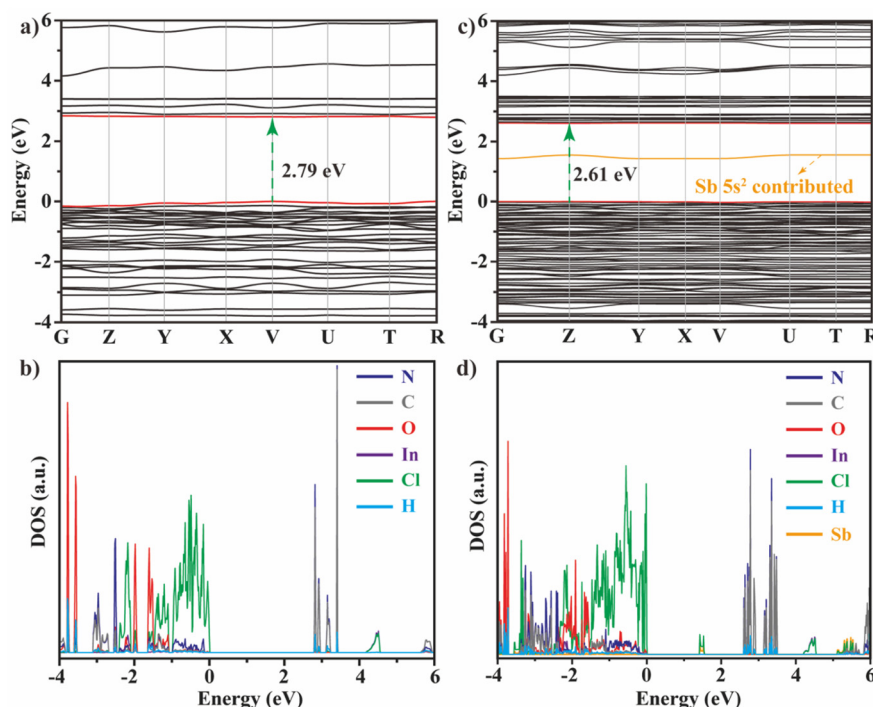 a)
6
4
2
0
-2
-4
Energy (eV)
2.79 eV
G Z Y X V U T R
c)
6
4
2
0
-2
-4
Energy (eV)
2.61 eV
Sb 5s² contributed
G Z Y X V U T R
b)
DOS (a.u.)
N
C
O
In
Cl
H
-4 -2 0 2 4 6
Energy (eV)
d)
DOS (a.u.)
N
C
O
In
Cl
H
Sb
-4 -2 0 2 4 6
Energy (eV)